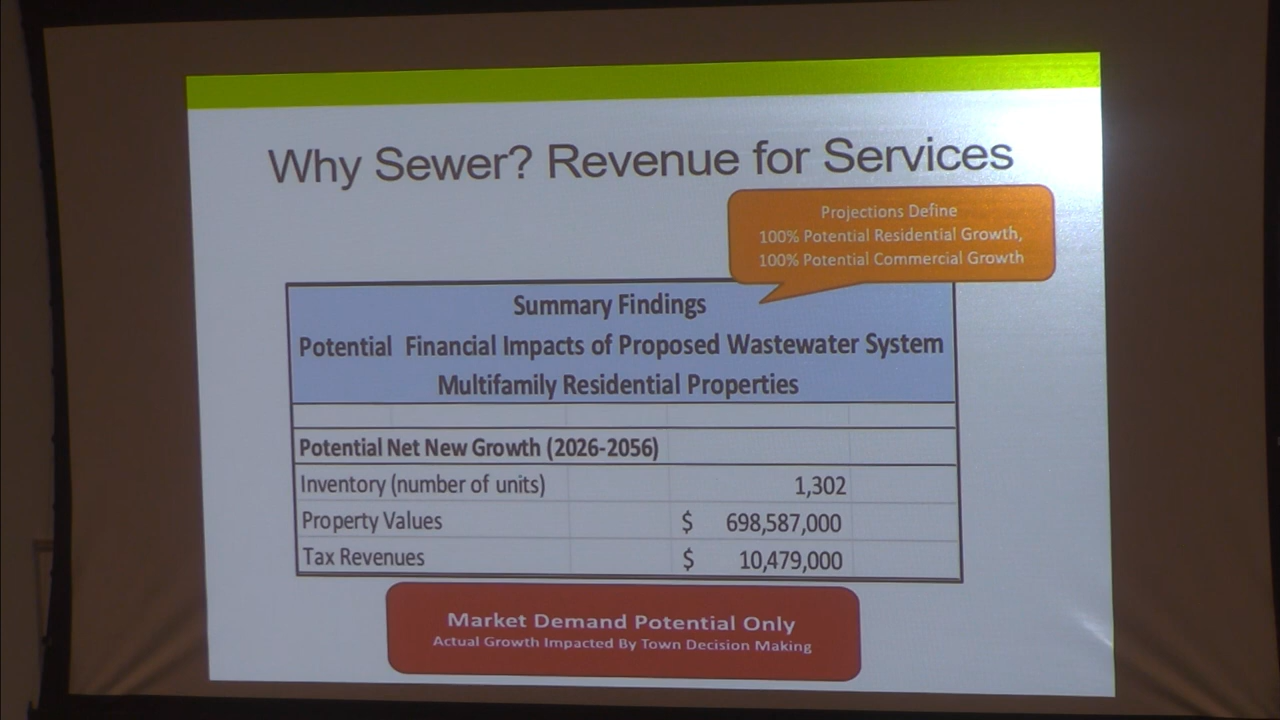 Why Sewer? Revenue for Services
Projections Define
100% Potential Residential Growth,
100% Potential Commercial Growth
Summary Findings
Potential Financial Impacts of Proposed Wastewater System
Multifamily Residential Properties
Potential Net New Growth (2026-2056)
Inventory (number of units) 1,302
Property Values $ 698,587,000
Tax Revenues $ 10,479,000
Market Demand Potential Only
Actual Growth Impacted By Town Decision Making